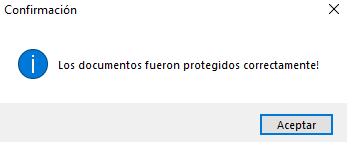 Confirmación
Los documentos fueron protegidos correctamente!
Aceptar